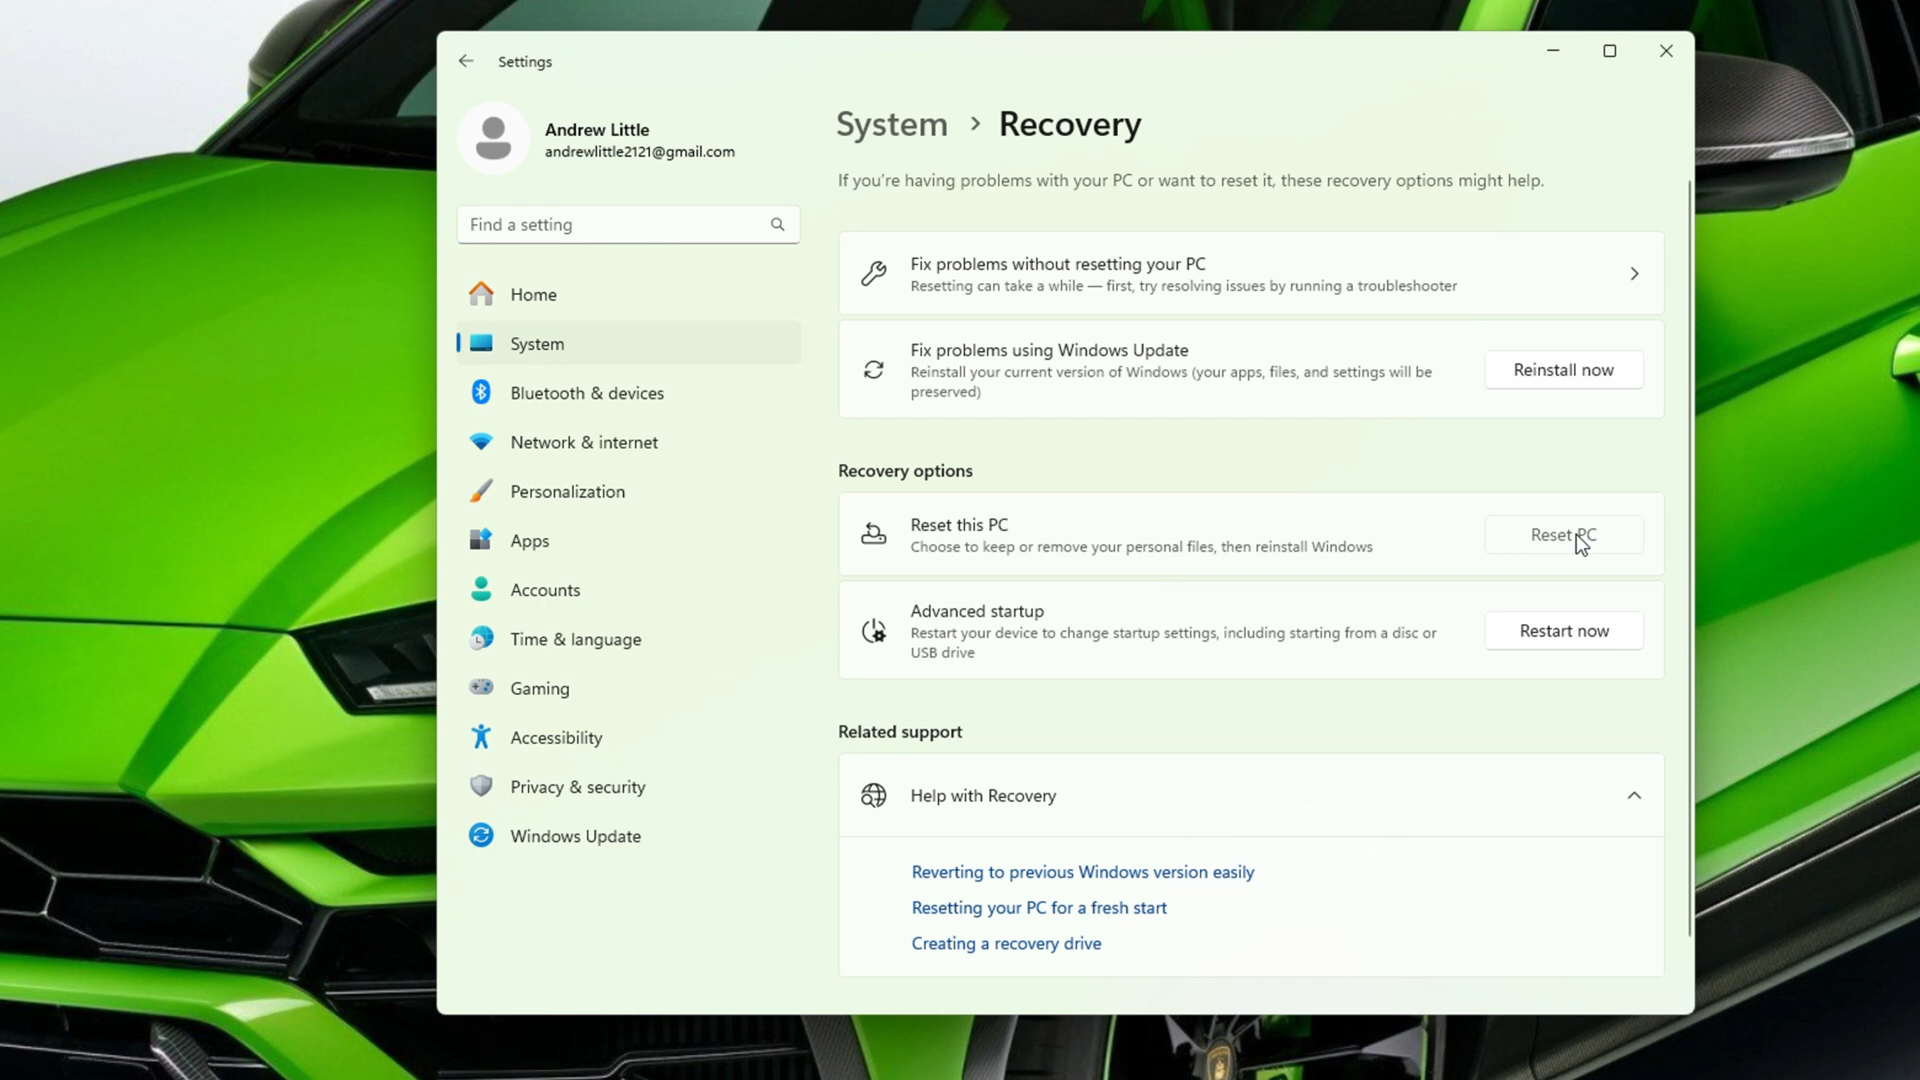 Settings
Andrew Little
andrewlittle2121@gmail.com
Find a setting
Home
System
Bluetooth & devices
Network & internet
Personalization
Apps
Accounts
Time & language
Gaming
Accessibility
Privacy & security
Windows Update
System > Recovery
If you're having problems with your PC or want to reset it, these recovery options might help.
Fix problems without resetting your PC
Resetting can take a while — first, try resolving issues by running a troubleshooter
Fix problems using Windows Update
Reinstall your current version of Windows (your apps, files, and settings will be
preserved)
Reinstall now
Recovery options
Reset this PC
Choose to keep or remove your personal files, then reinstall Windows
Reset PC
Advanced startup
Restart your device to change startup settings, including starting from a disc or
USB drive
Restart now
Related support
Help with Recovery
Reverting to previous Windows version easily
Resetting your PC for a fresh start
Creating a recovery drive